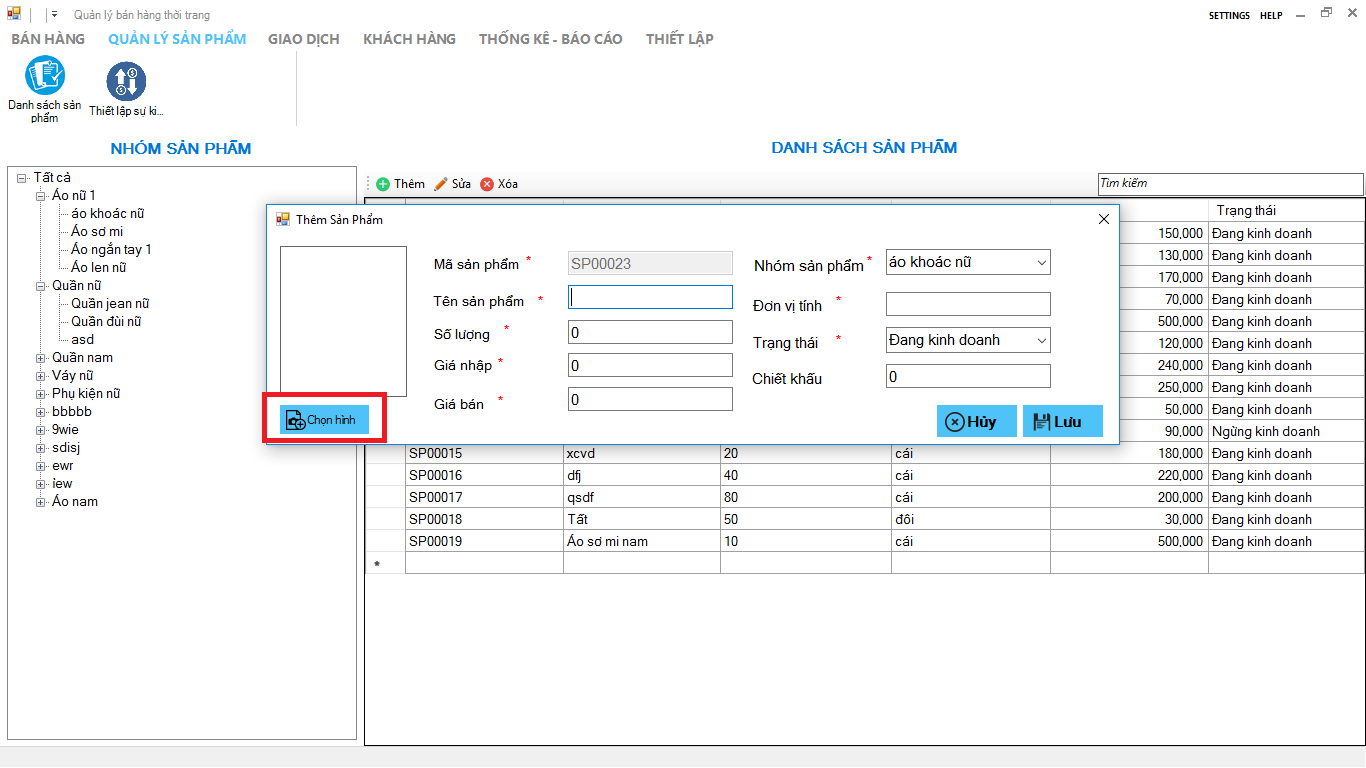 Quản lý bán hàng thời trang
SETTINGS HELP
BÁN HÀNG QUẢN LÝ SẢN PHẨM GIAO DỊCH KHÁCH HÀNG THỐNG KÊ - BÁO CÁO THIẾT LẬP
Danh sách sản phẩm
Thiết lập sự ki...
NHÓM SẢN PHẨM
Tất cả
Áo nữ 1
áo khoác nữ
Áo sơ mi
Áo ngắn tay 1
Áo len nữ
Quần nữ
Quần jean nữ
Quần đùi nữ
asd
Quần nam
Váy nữ
Phụ kiện nữ
bbbbb
9wie
sdisj
ewr
iew
Áo nam
DANH SÁCH SẢN PHẨM
Thêm Sửa Xóa
Tìm kiếm
Trạng thái
150,000 Đang kinh doanh
130,000 Đang kinh doanh
170,000 Đang kinh doanh
70,000 Đang kinh doanh
500,000 Đang kinh doanh
120,000 Đang kinh doanh
240,000 Đang kinh doanh
250,000 Đang kinh doanh
50,000 Đang kinh doanh
90,000 Ngừng kinh doanh
SP00015 xcvd 20 cái 180,000 Đang kinh doanh
SP00016 dfj 40 cái 220,000 Đang kinh doanh
SP00017 qsdf 80 cái 200,000 Đang kinh doanh
SP00018 Tất 50 đôi 30,000 Đang kinh doanh
SP00019 Áo sơ mi nam 10 cái 500,000 Đang kinh doanh
*
Thêm Sản Phẩm
Mã sản phẩm * SP00023
Tên sản phẩm *
Số lượng * 0
Giá nhập * 0
Giá bán * 0
Nhóm sản phẩm * áo khoác nữ
Đơn vị tính *
Trạng thái * Đang kinh doanh
Chiết khấu 0
Chọn hình
Hủy Lưu